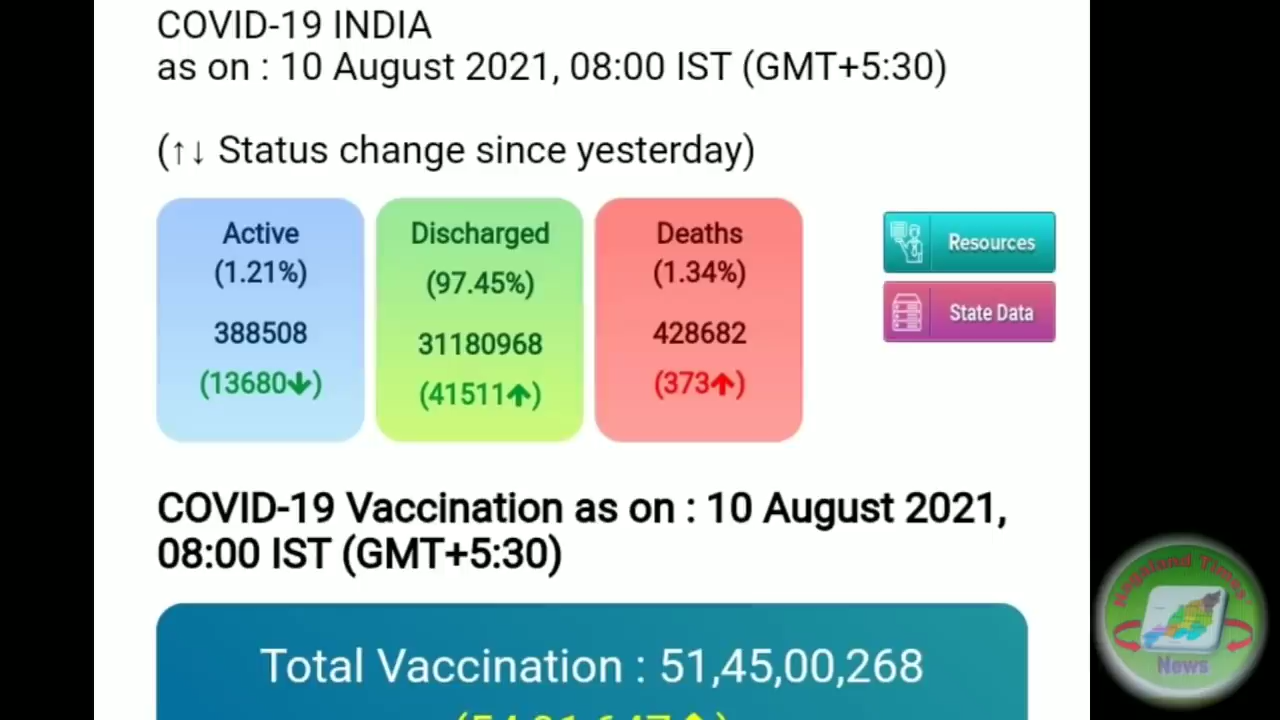 COVID-19 INDIA
as on : 10 August 2021, 08:00 IST (GMT+5:30)
(↑↓ Status change since yesterday)
Active
(1.21%)
388508
(13680↓)
Discharged
(97.45%)
31180968
(41511↑)
Deaths
(1.34%)
428682
(373↑)
Resources
State Data
COVID-19 Vaccination as on : 10 August 2021,
08:00 IST (GMT+5:30)
Total Vaccination : 51,45,00,268
Nagaland Times
News